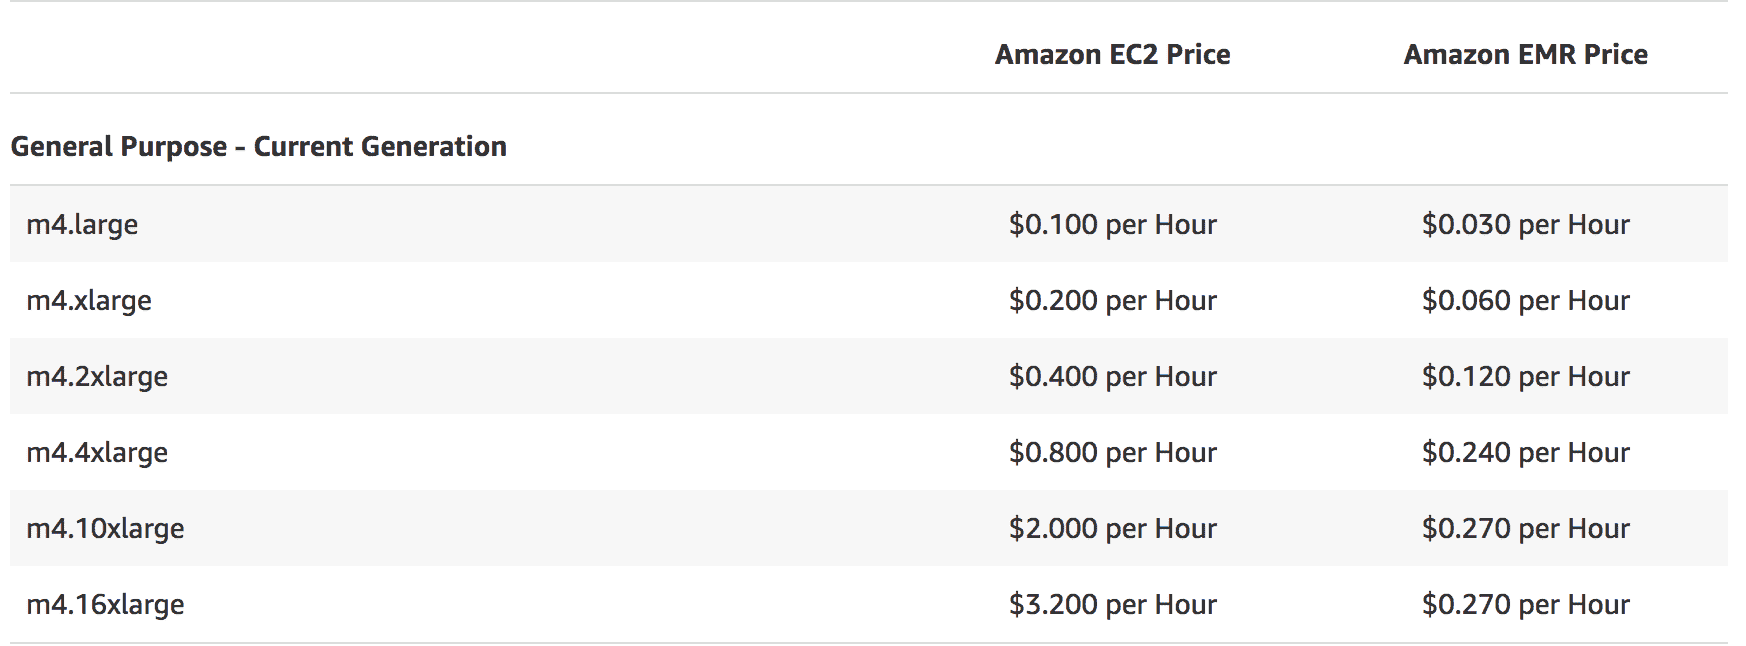 Amazon EC2 Price Amazon EMR Price
General Purpose - Current Generation
m4.large $0.100 per Hour $0.030 per Hour
m4.xlarge $0.200 per Hour $0.060 per Hour
m4.2xlarge $0.400 per Hour $0.120 per Hour
m4.4xlarge $0.800 per Hour $0.240 per Hour
m4.10xlarge $2.000 per Hour $0.270 per Hour
m4.16xlarge $3.200 per Hour $0.270 per Hour